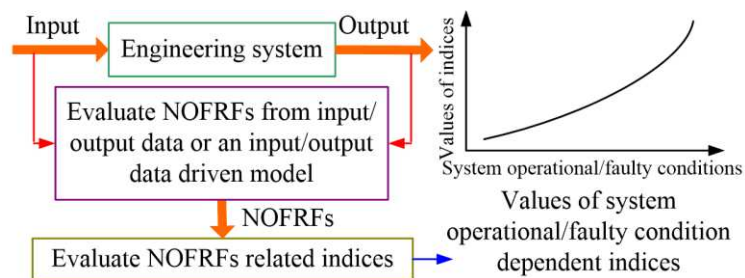 Input
Output
Engineering system
Evaluate NOFRFs from input/
output data or an input/output
data driven model
NOFRFs
Evaluate NOFRFs related indices
Values of indices
System operational/faulty conditions
Values of system
operational/faulty condition
dependent indices